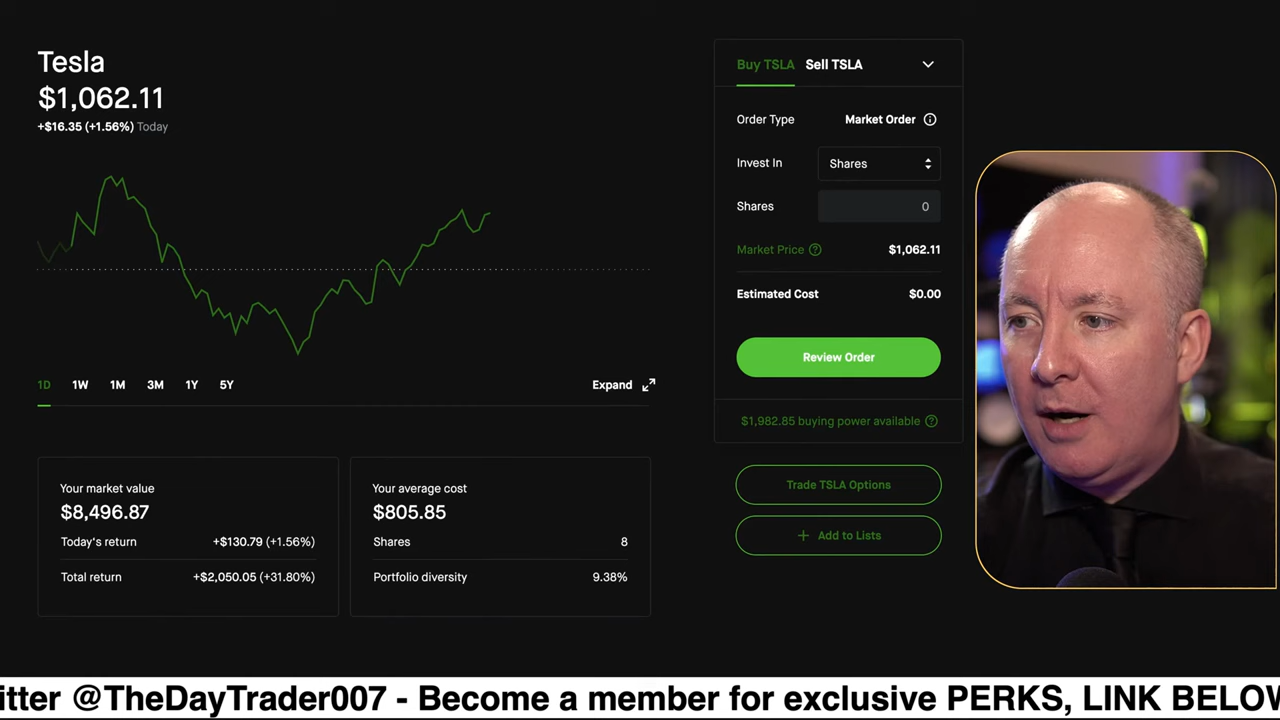 Tesla
$1,062.11
+$16.35 (+1.56%) Today
1D 1W 1M 3M 1Y 5Y
Expand
Your market value
$8,496.87
Today's return +$130.79 (+1.56%)
Total return +$2,050.05 (+31.80%)
Your average cost
$805.85
Shares 8
Portfolio diversity 9.38%
Buy TSLA Sell TSLA
Order Type Market Order
Invest In Shares
Shares 0
Market Price $1,062.11
Estimated Cost $0.00
Review Order
$1,982.85 buying power available
Trade TSLA Options
+ Add to Lists
itter @TheDayTrader007 - Become a member for exclusive PERKS, LINK BELOW